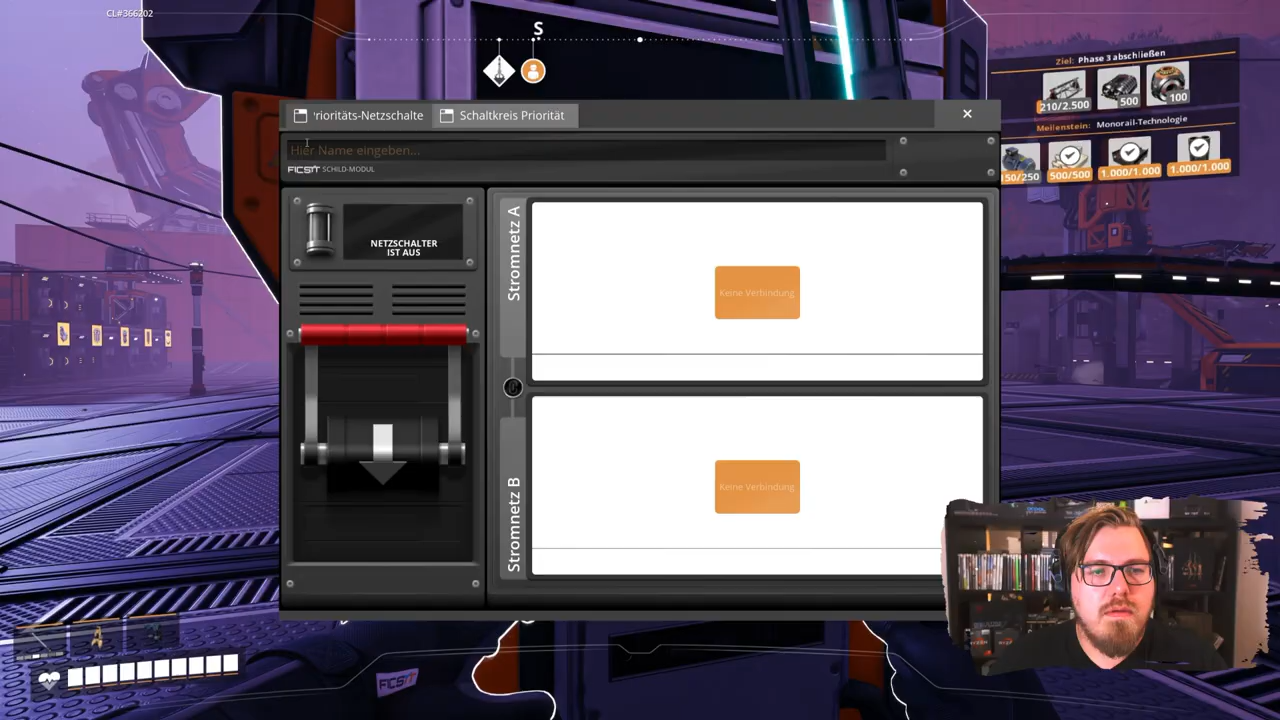 CL#366202
S
Ziel: Phase 3 abschließen
210/2.500
500
100
Meilenstein: Monorail-Technologie
50/250
500/500
1.000/1.000
1.000/1.000
rioritäts-Netzschalte
Schaltkreis Priorität
Hier Name eingeben...
FICSIT SCHILD-MODUL
NETZSCHALTER
IST AUS
Stromnetz A
Keine Verbindung
Stromnetz B
Keine Verbindung
FICSIT